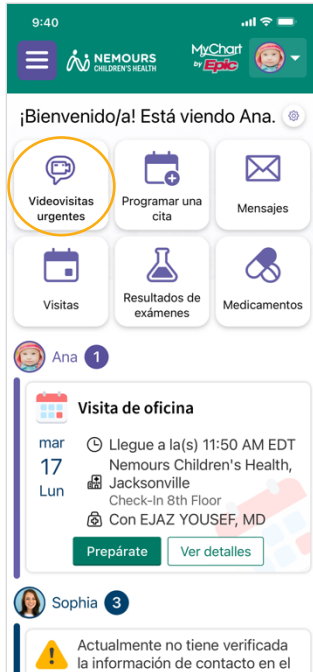 9:40
NEMOURS
CHILDREN'S HEALTH
MyChart
by Epic
¡Bienvenido/a! Está viendo Ana.
Videovisitas
urgentes
Programar una
cita
Mensajes
Visitas
Resultados de
exámenes
Medicamentos
Ana 1
Visita de oficina
mar
17
Lun
Llegue a la(s) 11:50 AM EDT
Nemours Children's Health,
Jacksonville
Check-In 8th Floor
Con EJAZ YOUSEF, MD
Prepárate
Ver detalles
Sophia 3
Actualmente no tiene verificada
la información de contacto en el